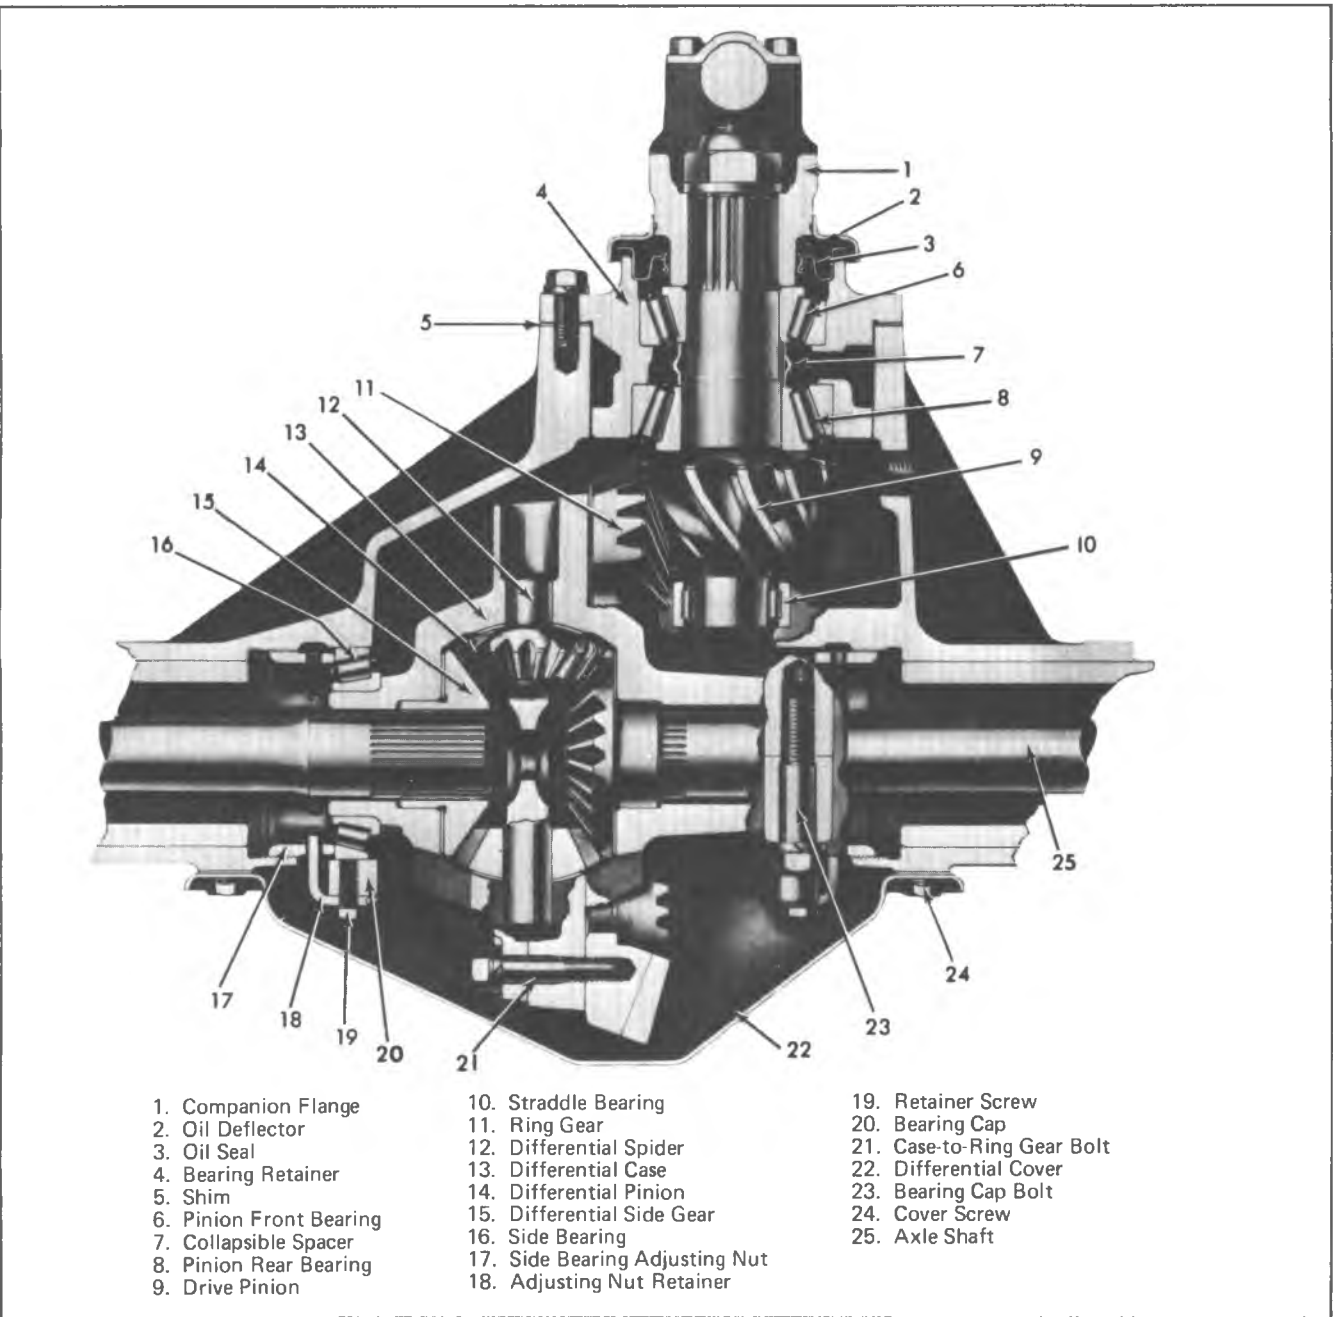 1
2
3
4
5
6
7
8
9
10
11
12
13
14
15
16
17
18
19
20
21
22
23
24
25
1. Companion Flange
2. Oil Deflector
3. Oil Seal
4. Bearing Retainer
5. Shim
6. Pinion Front Bearing
7. Collapsible Spacer
8. Pinion Rear Bearing
9. Drive Pinion
10. Straddle Bearing
11. Ring Gear
12. Differential Spider
13. Differential Case
14. Differential Pinion
15. Differential Side Gear
16. Side Bearing
17. Side Bearing Adjusting Nut
18. Adjusting Nut Retainer
19. Retainer Screw
20. Bearing Cap
21. Case-to-Ring Gear Bolt
22. Differential Cover
23. Bearing Cap Bolt
24. Cover Screw
25. Axle Shaft